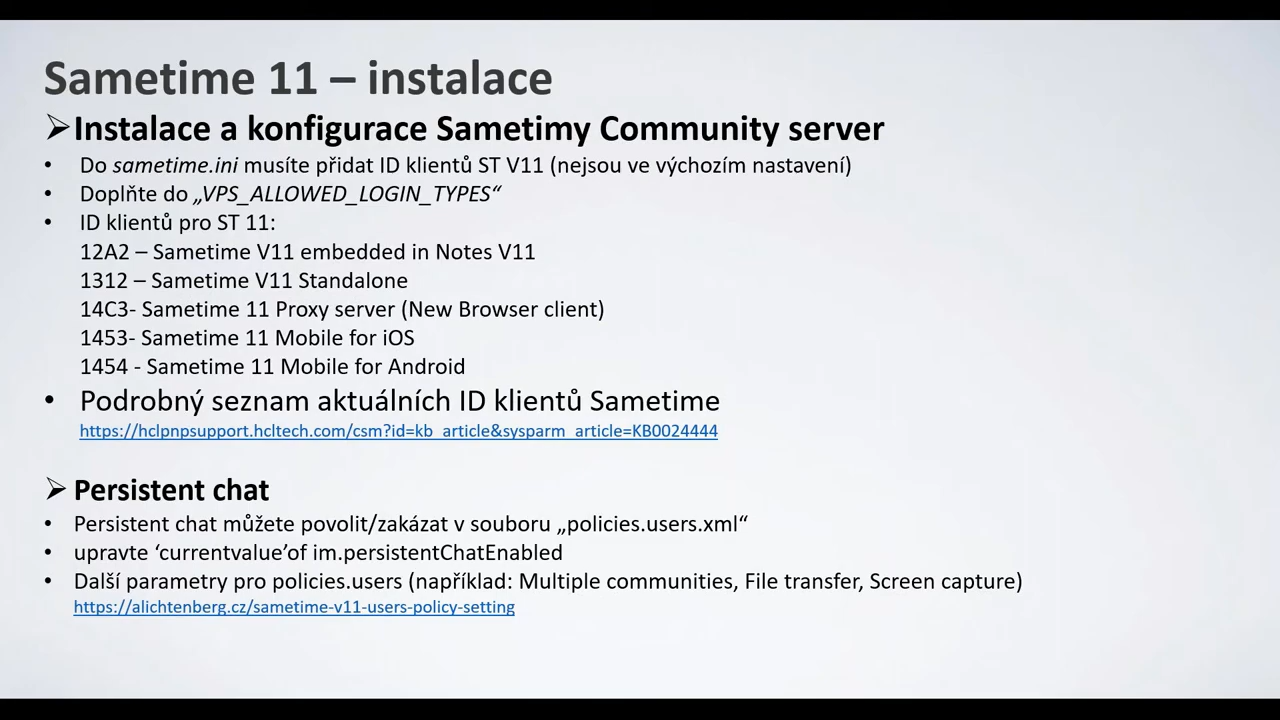 Sametime 11 – instalace
➢Instalace a konfigurace Sametimy Community server
• Do sametime.ini musíte přidat ID klientů ST V11 (nejsou ve výchozím nastavení)
• Doplňte do „VPS_ALLOWED_LOGIN_TYPES“
• ID klientů pro ST 11:
12A2 – Sametime V11 embedded in Notes V11
1312 – Sametime V11 Standalone
14C3- Sametime 11 Proxy server (New Browser client)
1453- Sametime 11 Mobile for iOS
1454 - Sametime 11 Mobile for Android
• Podrobný seznam aktuálních ID klientů Sametime
https://hclpnpsupport.hcltech.com/csm?id=kb_article&sysparm_article=KB0024444
➢ Persistent chat
• Persistent chat můžete povolit/zakázat v souboru „policies.users.xml“
• upravte ‘currentvalue’of im.persistentChatEnabled
• Další parametry pro policies.users (například: Multiple communities, File transfer, Screen capture)
https://alichtenberg.cz/sametime-v11-users-policy-setting